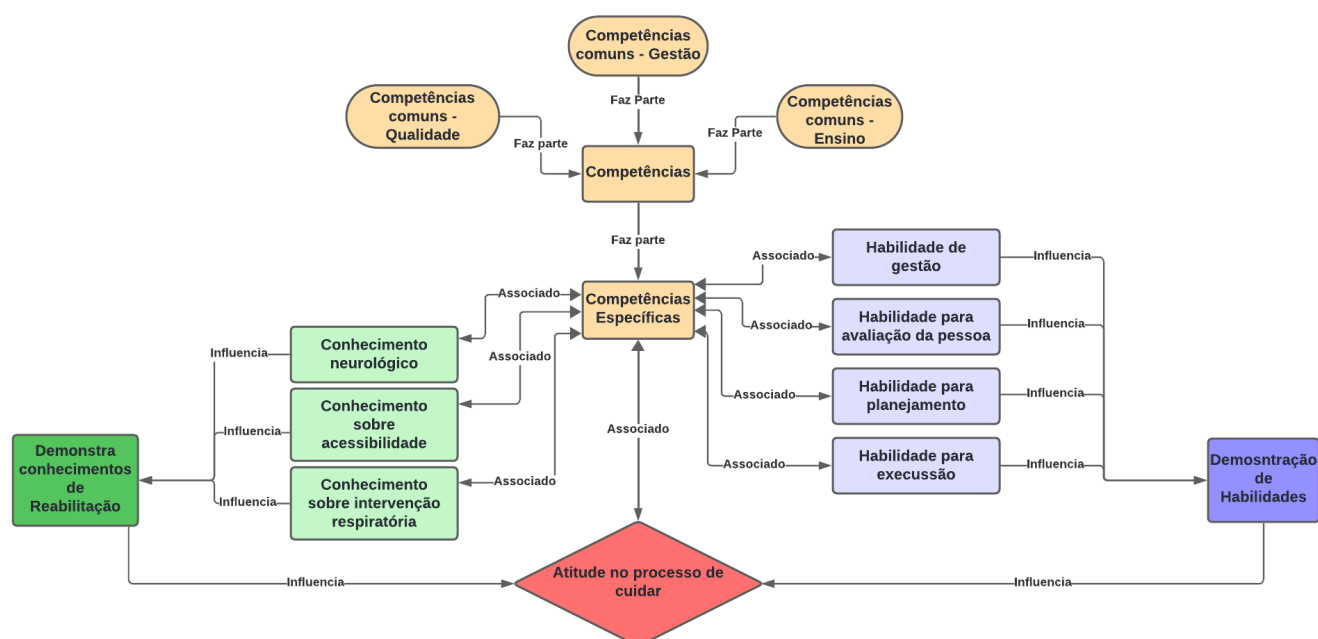 Competências
comuns - Gestão
Faz Parte
Competências
comuns -
Qualidade
Competências
comuns -
Ensino
Faz parte
Faz Parte
Competências
Faz parte
Competências
Específicas
Associado
Conhecimento
neurológico
Associado
Conhecimento
sobre
acessibilidade
Associado
Conhecimento
sobre intervenção
respiratória
Associado
Influencia
Influencia
Influencia
Demonstra
conhecimentos
de
Reabilitação
Associado
Habilidade de
gestão
Influencia
Associado
Habilidade para
avaliação da pessoa
Influencia
Associado
Habilidade para
planejamento
Influencia
Associado
Habilidade para
execussão
Influencia
Demosntração
de
Habilidades
Influencia
Atitude no processo de
cuidar
Influencia